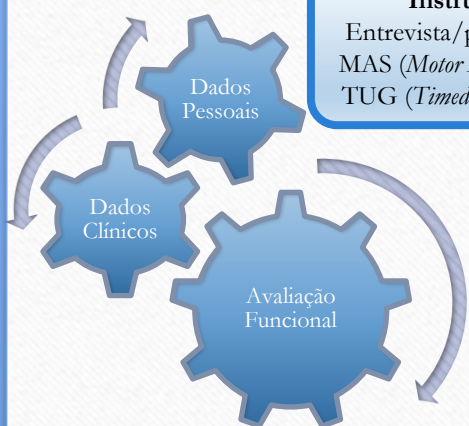 Entrevista/
MAS (Motor
TUG (Timed
Dados
Pessoais
Dados
Clínicos
Avaliação
Funcional